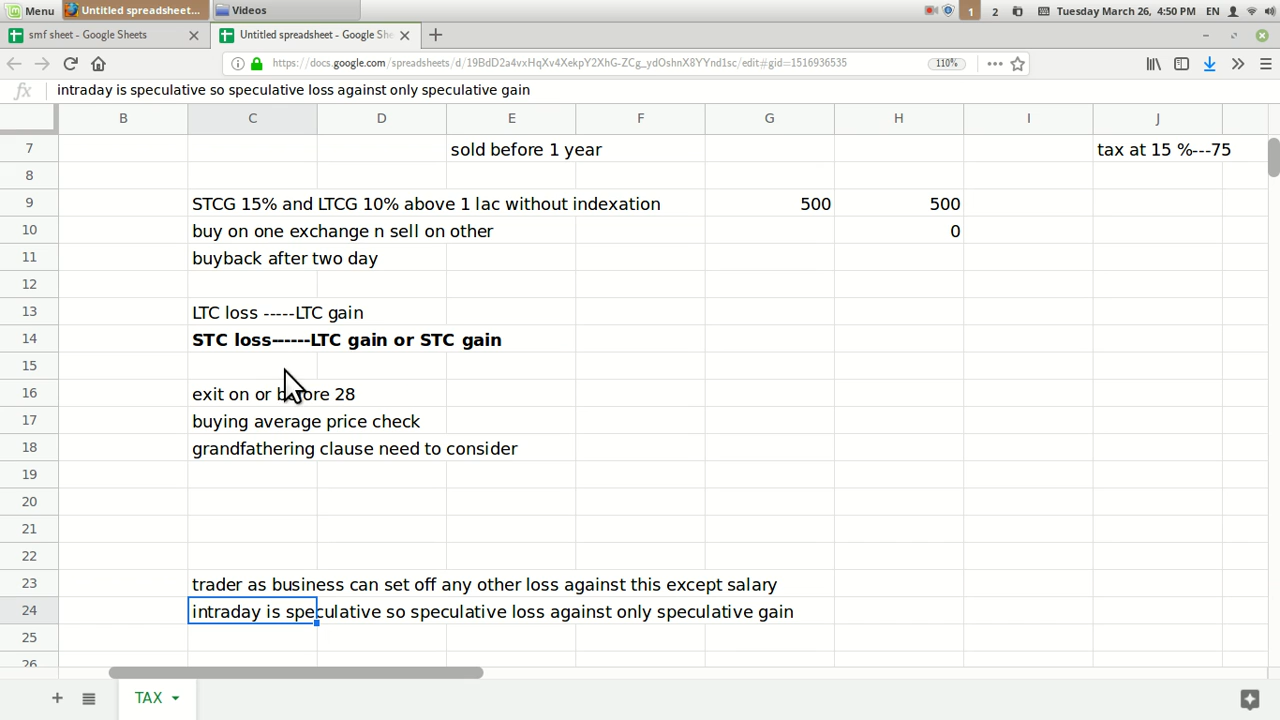 Menu Untitled spreadsheet... Videos 1 2 Tuesday March 26, 4:50 PM EN
smf sheet - Google Sheets Untitled spreadsheet - Google She
https://docs.google.com/spreadsheets/d/19BdD2a4vxHqXv4XekpY2XhG-ZCg_ydOshnX8YYnd1sc/edit#gid=1516936535 110%
fx intraday is speculative so speculative loss against only speculative gain
B C D E F G H I J
7 sold before 1 year tax at 15 %---75
8
9 STCG 15% and LTCG 10% above 1 lac without indexation 500 500
10 buy on one exchange n sell on other 0
11 buyback after two day
12
13 LTC loss -----LTC gain
14 STC loss------LTC gain or STC gain
15
16 exit on or before 28
17 buying average price check
18 grandfathering clause need to consider
19
20
21
22
23 trader as business can set off any other loss against this except salary
24 intraday is speculative so speculative loss against only speculative gain
25
26
TAX